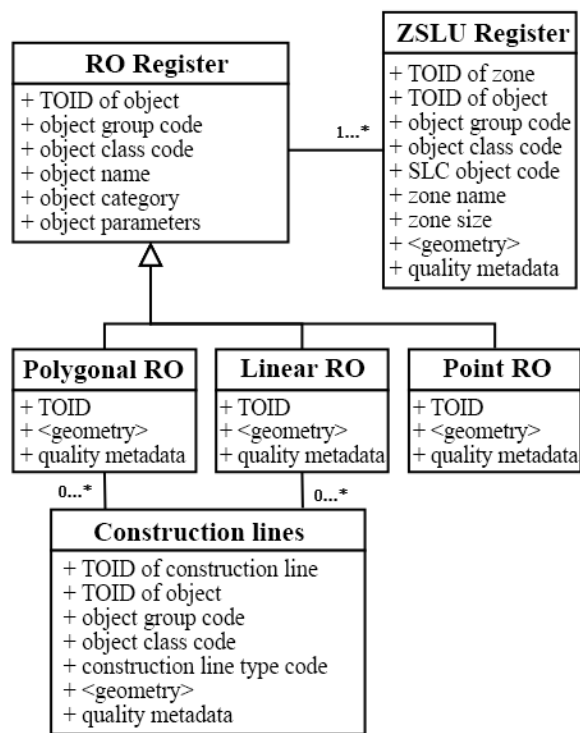 RO Register
+ TOID of object
+ object group code
+ object class code
+ object name
+ object category
+ object parameters
1...*
ZSLU Register
+ TOID of zone
+ TOID of object
+ object group code
+ object class code
+ SLC object code
+ zone name
+ zone size
+ <geometry>
+ quality metadata
Polygonal RO
+ TOID
+ <geometry>
+ quality metadata
Linear RO
+ TOID
+ <geometry>
+ quality metadata
Point RO
+ TOID
+ <geometry>
+ quality metadata
0...*
0...*
Construction lines
+ TOID of construction line
+ TOID of object
+ object group code
+ object class code
+ construction line type code
+ <geometry>
+ quality metadata